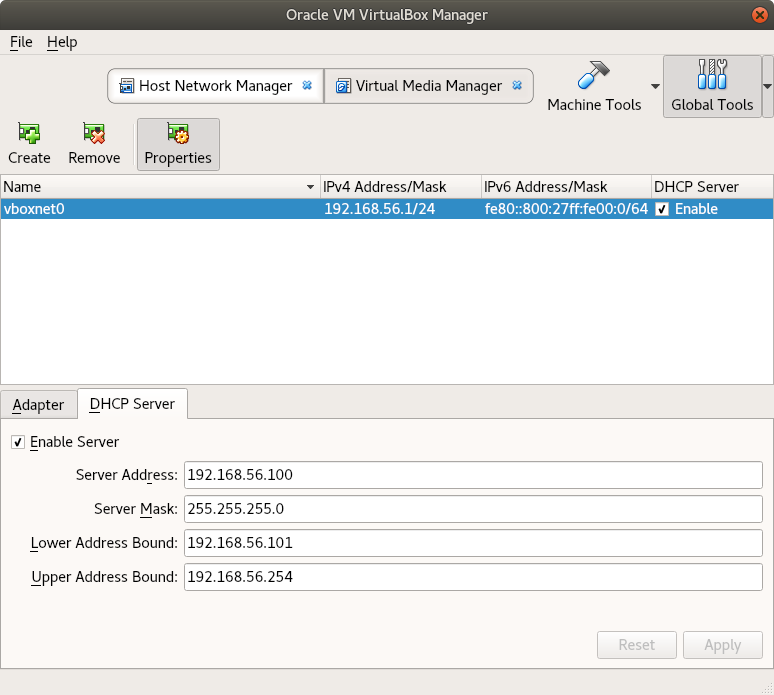 Oracle VM VirtualBox Manager
File Help
Host Network Manager Virtual Media Manager
Machine Tools Global Tools
Create Remove Properties
Name IPv4 Address/Mask IPv6 Address/Mask DHCP Server
vboxnet0 192.168.56.1/24 fe80::800:27ff:fe00:0/64 Enable
Adapter DHCP Server
Enable Server
Server Address: 192.168.56.100
Server Mask: 255.255.255.0
Lower Address Bound: 192.168.56.101
Upper Address Bound: 192.168.56.254
Reset Apply